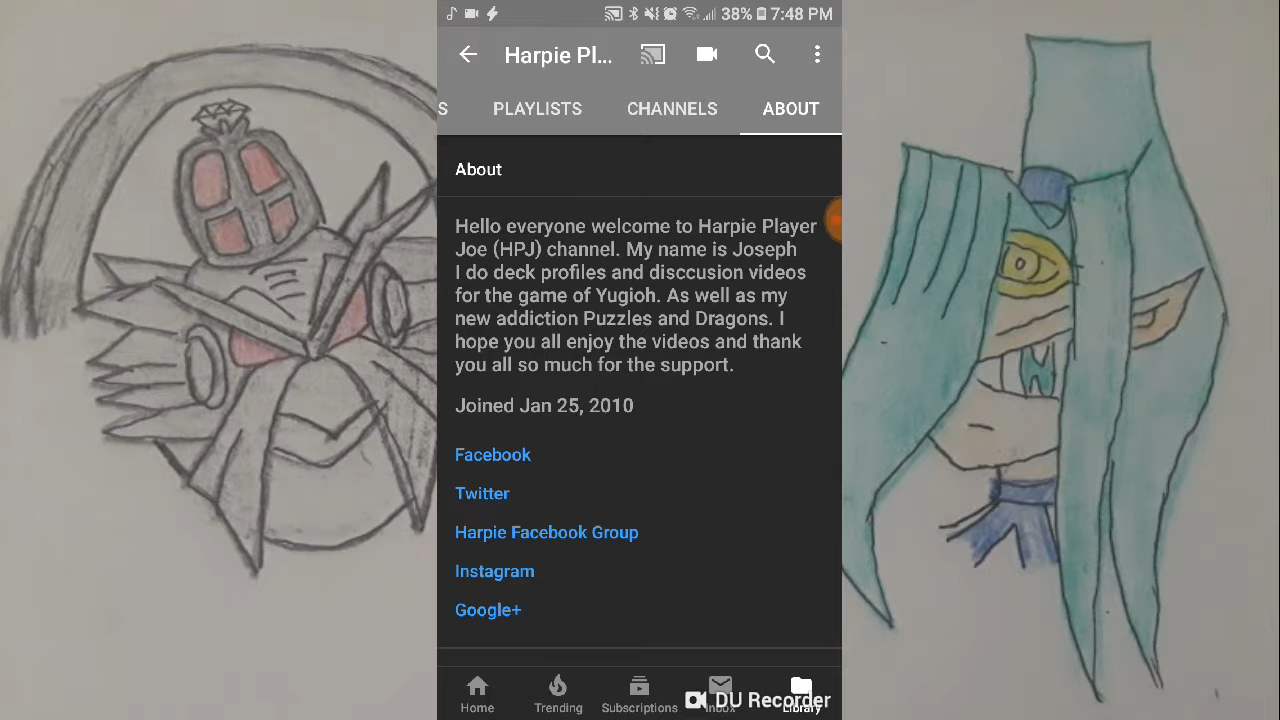 38% 7:48 PM
Harpie Pl...
S PLAYLISTS CHANNELS ABOUT
About
Hello everyone welcome to Harpie Player
Joe (HPJ) channel. My name is Joseph
I do deck profiles and disccusion videos
for the game of Yugioh. As well as my
new addiction Puzzles and Dragons. I
hope you all enjoy the videos and thank
you all so much for the support.
Joined Jan 25, 2010
Facebook
Twitter
Harpie Facebook Group
Instagram
Google+
DU Recorder
Home Trending Subscriptions Inbox Library